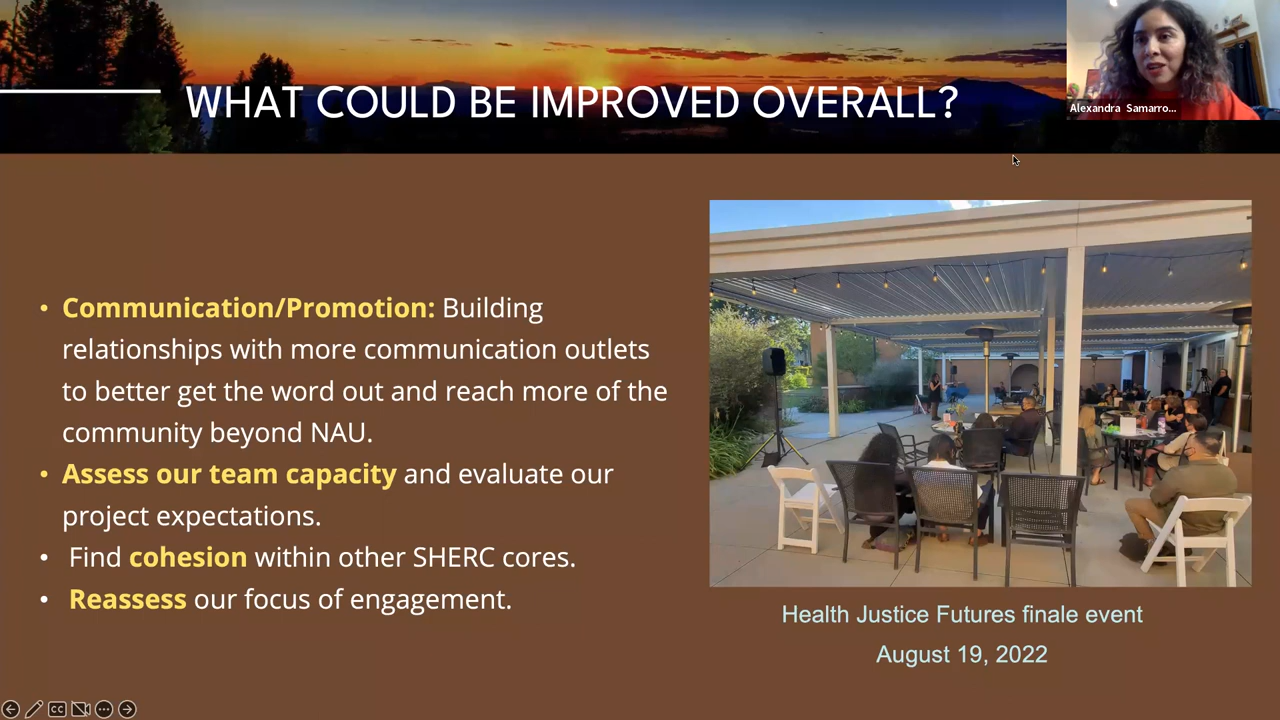 WHAT COULD BE IMPROVED OVERALL?
Alexandra Samarro...
• Communication/Promotion: Building
relationships with more communication outlets
to better get the word out and reach more of the
community beyond NAU.
• Assess our team capacity and evaluate our
project expectations.
• Find cohesion within other SHERC cores.
• Reassess our focus of engagement.
Health Justice Futures finale event
August 19, 2022
CC